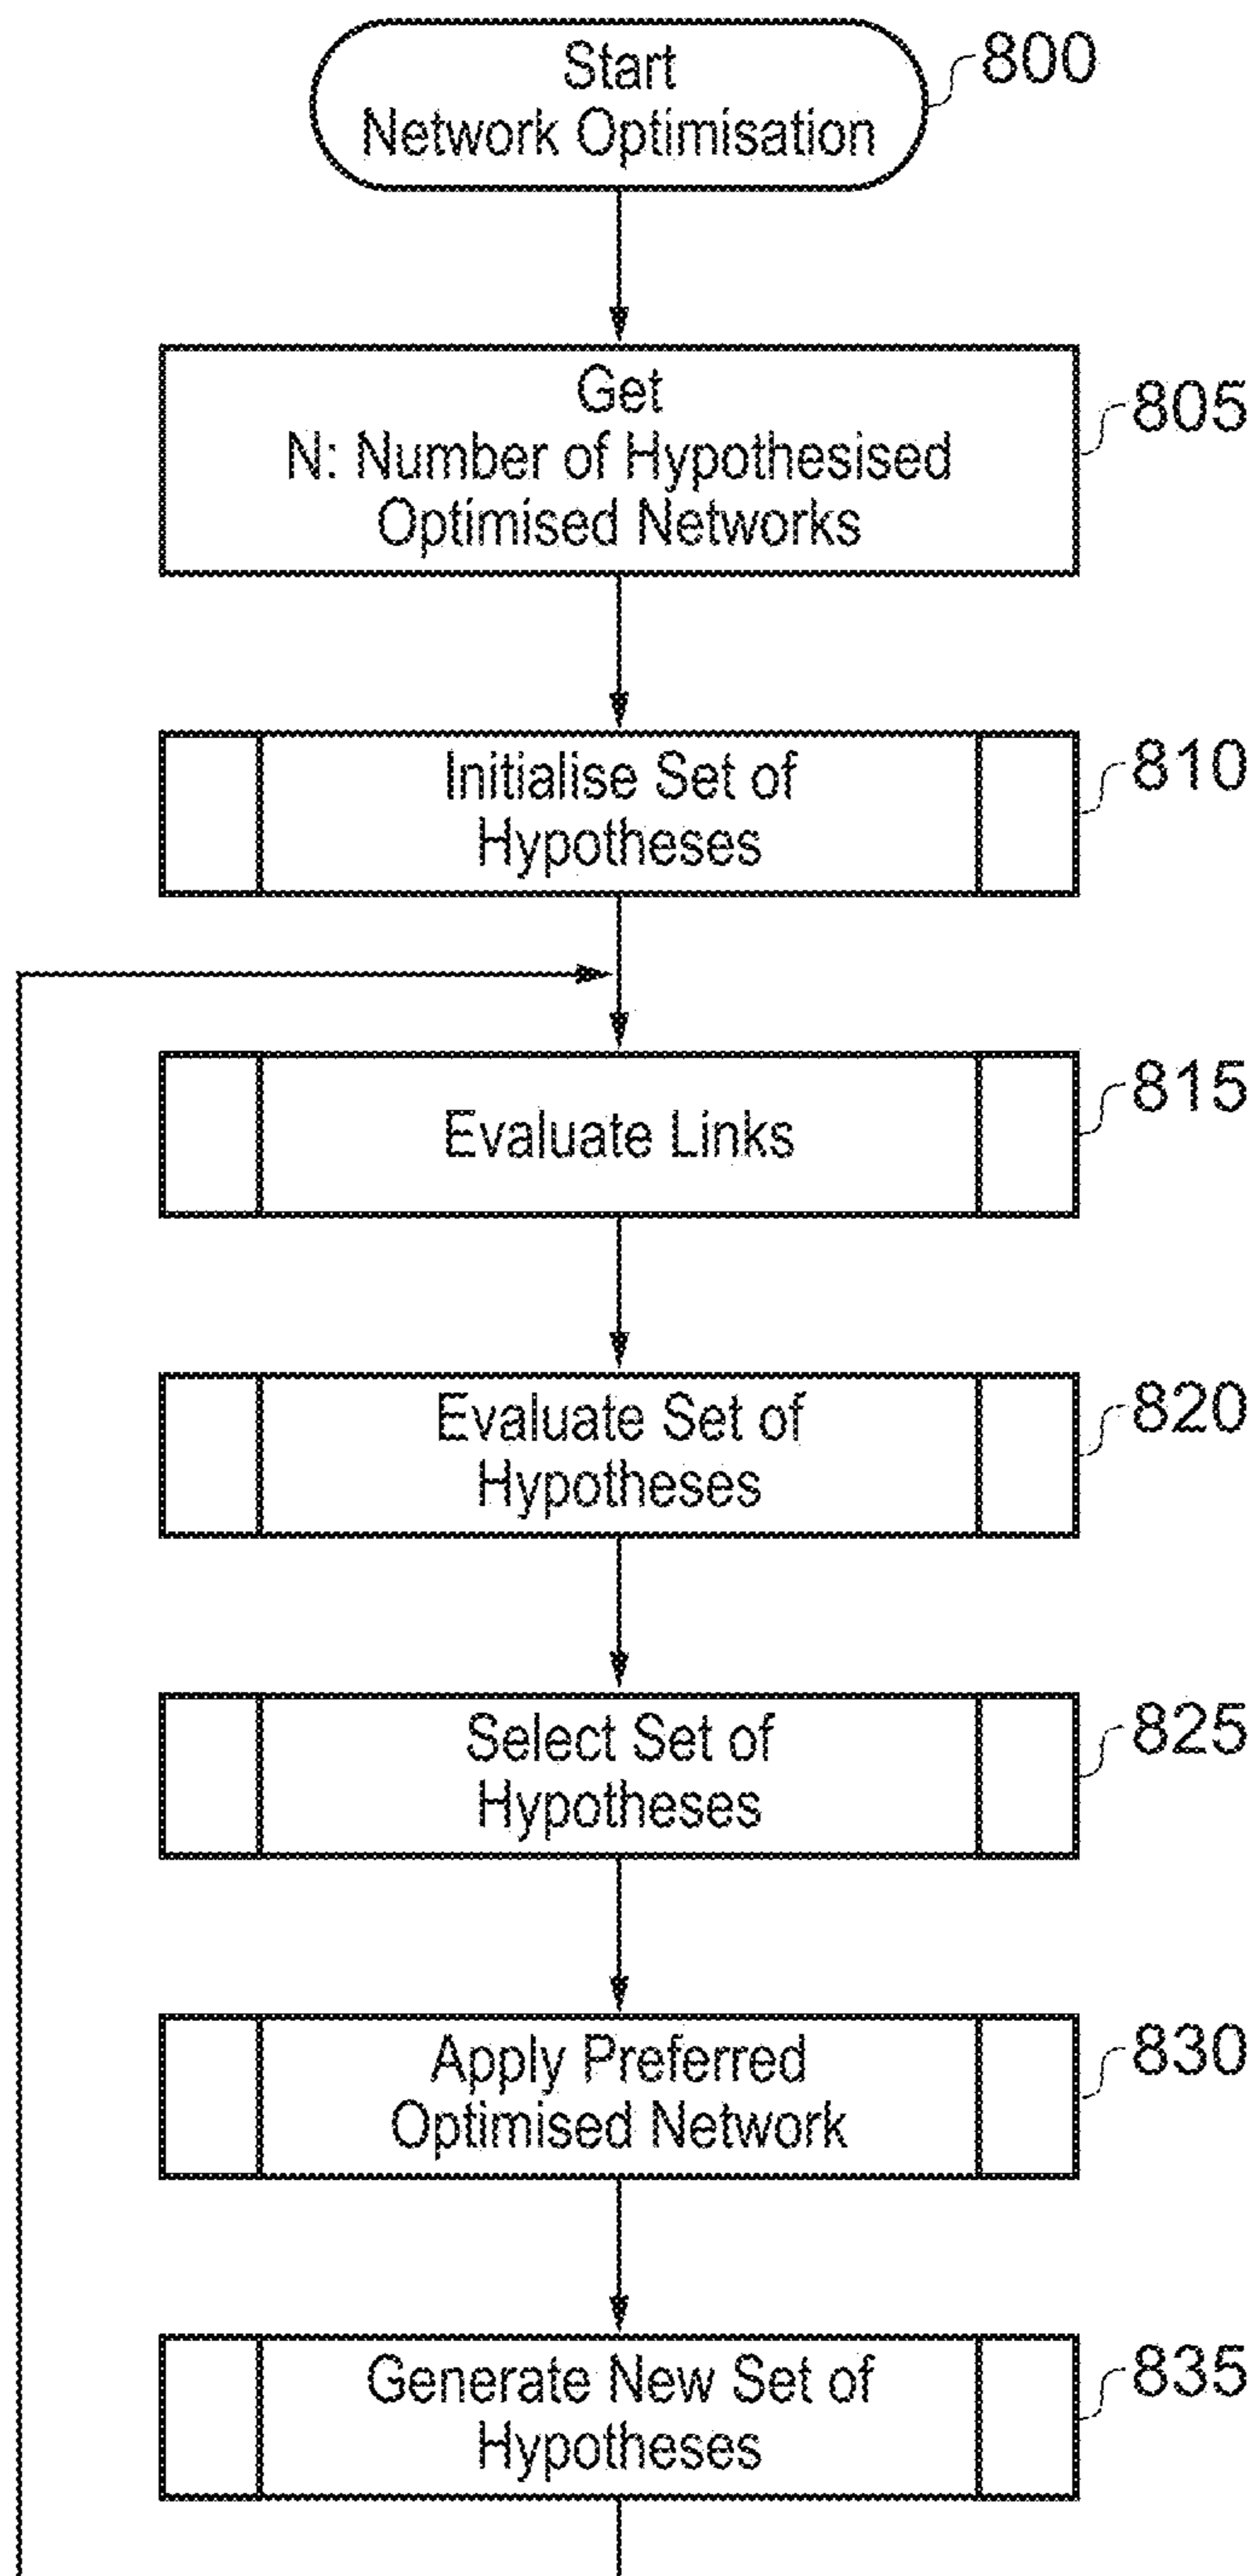 Start
Network Optimisation
800
Get
N: Number of Hypothesised
Optimised Networks
805
Initialise Set of
Hypotheses
810
Evaluate Links
815
Evaluate Set of
Hypotheses
820
Select Set of
Hypotheses
825
Apply Preferred
Optimised Network
830
Generate New Set of
Hypotheses
835